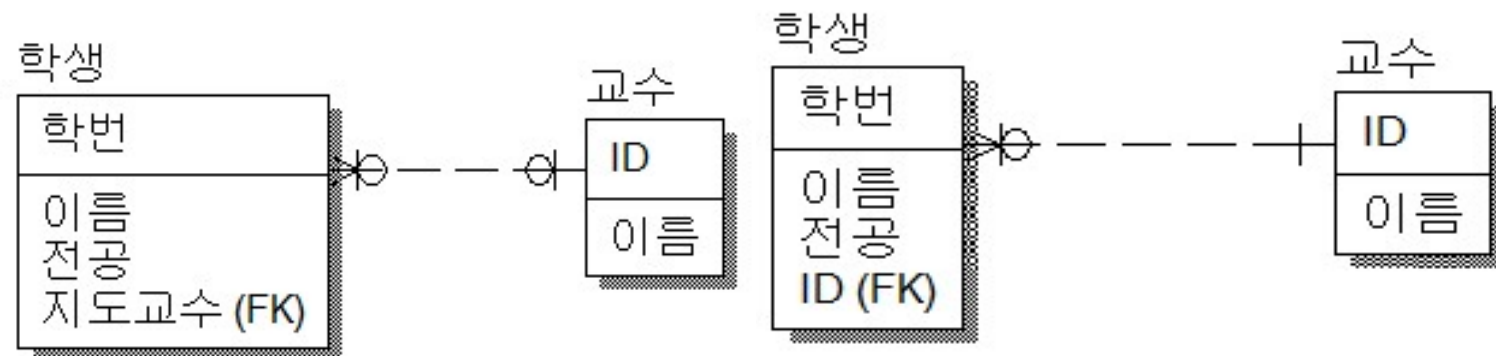 학생
학번
이름
전공
지도교수 (FK)
교수
ID
이름
학생
학번
이름
전공
ID (FK)
교수
ID
이름